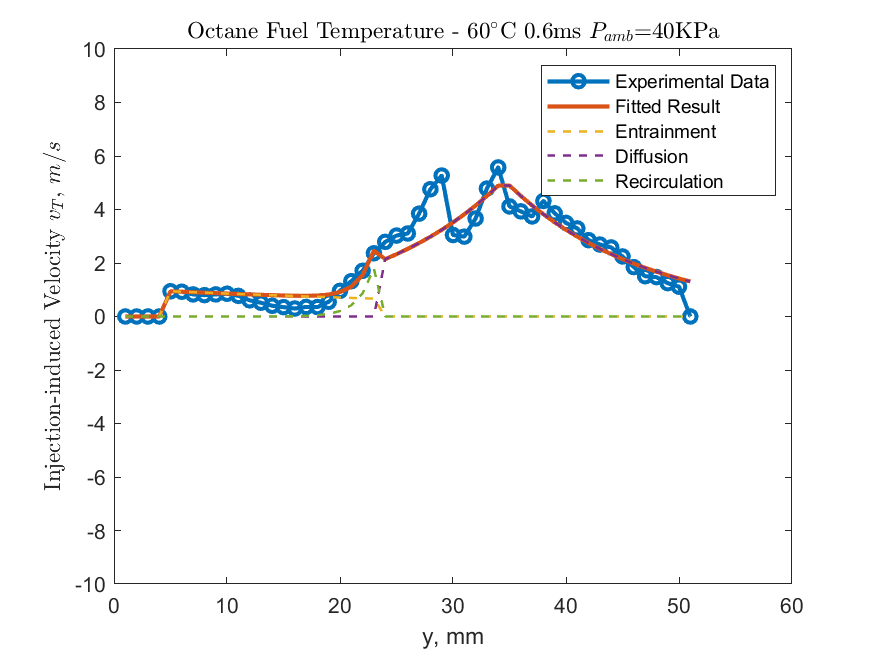 Octane Fuel Temperature - 60°C 0.6ms P_amb=40KPa
10
8
6
4
2
0
-2
-4
-6
-8
-10
Injection-induced Velocity v_T, m/s
Experimental Data
Fitted Result
Entrainment
Diffusion
Recirculation
0 10 20 30 40 50 60
y, mm